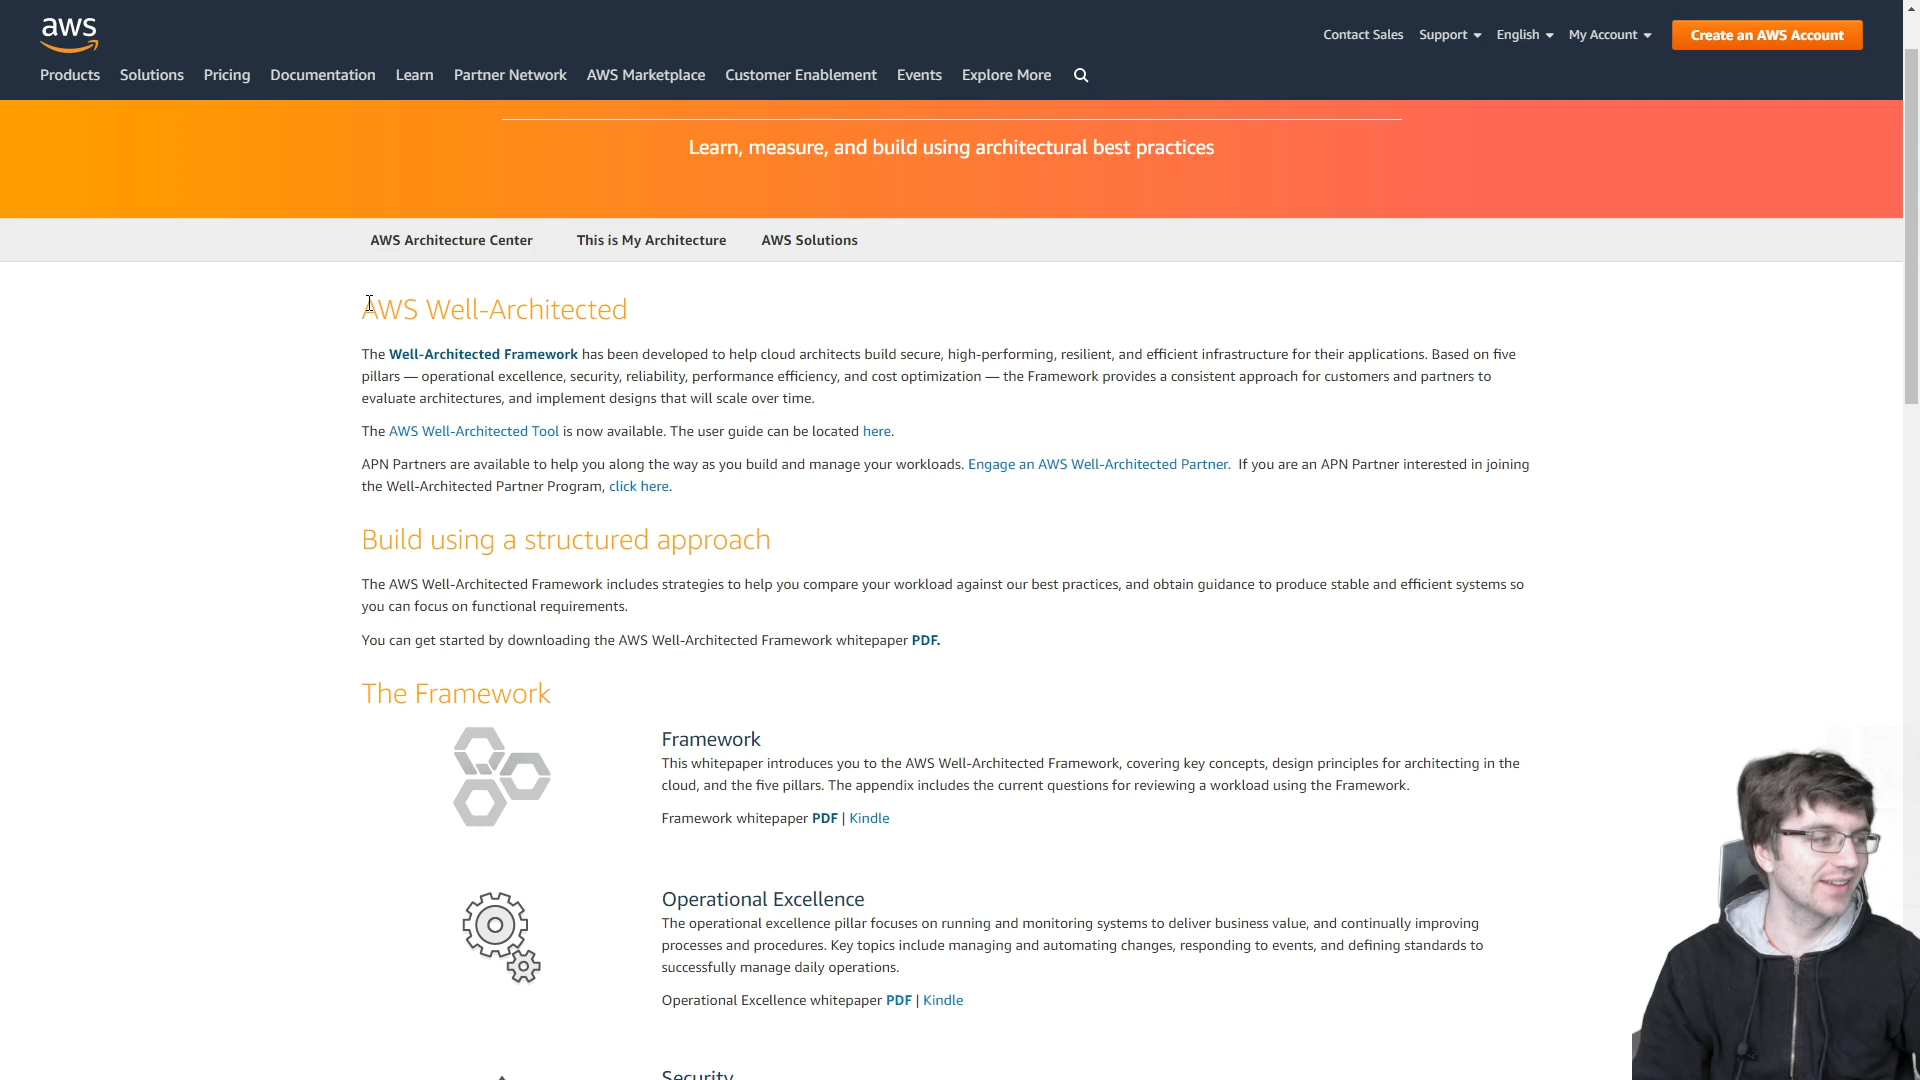 aws
Contact Sales Support English My Account Create an AWS Account
Products Solutions Pricing Documentation Learn Partner Network AWS Marketplace Customer Enablement Events Explore More
Learn, measure, and build using architectural best practices
AWS Architecture Center This is My Architecture AWS Solutions
AWS Well-Architected
The Well-Architected Framework has been developed to help cloud architects build secure, high-performing, resilient, and efficient infrastructure for their applications. Based on five
pillars — operational excellence, security, reliability, performance efficiency, and cost optimization — the Framework provides a consistent approach for customers and partners to
evaluate architectures, and implement designs that will scale over time.
The AWS Well-Architected Tool is now available. The user guide can be located here.
APN Partners are available to help you along the way as you build and manage your workloads. Engage an AWS Well-Architected Partner. If you are an APN Partner interested in joining
the Well-Architected Partner Program, click here.
Build using a structured approach
The AWS Well-Architected Framework includes strategies to help you compare your workload against our best practices, and obtain guidance to produce stable and efficient systems so
you can focus on functional requirements.
You can get started by downloading the AWS Well-Architected Framework whitepaper PDF.
The Framework
Framework
This whitepaper introduces you to the AWS Well-Architected Framework, covering key concepts, design principles for architecting in the
cloud, and the five pillars. The appendix includes the current questions for reviewing a workload using the Framework.
Framework whitepaper PDF | Kindle
Operational Excellence
The operational excellence pillar focuses on running and monitoring systems to deliver business value, and continually improving
processes and procedures. Key topics include managing and automating changes, responding to events, and defining standards to
successfully manage daily operations.
Operational Excellence whitepaper PDF | Kindle
Security